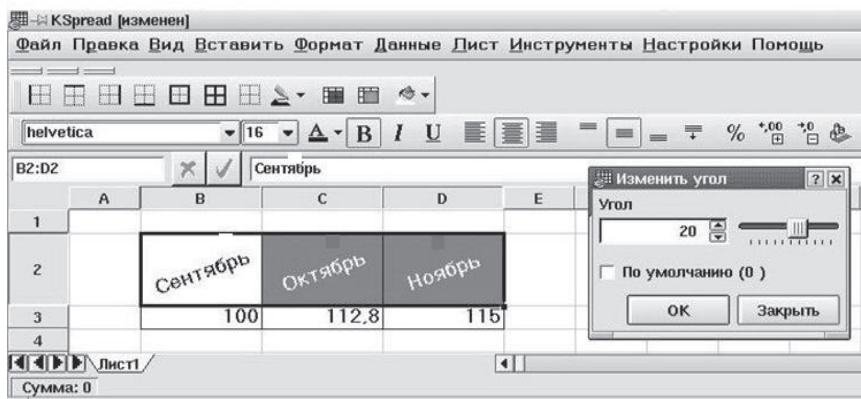 KSpread [изменен]
Файл Правка Вид Вставить Формат Данные Лист Инструменты Настройки Помощь
helvetica 16 A B I U % +,00 +,0
B2:D2 Сентябрь
A B C D E
1
2 Сентябрь Октябрь Ноябрь
3 100 112,8 115
4
Лист1
Сумма: 0
Изменить угол ? ×
Угол
20
По умолчанию (0 )
OK Закрыть